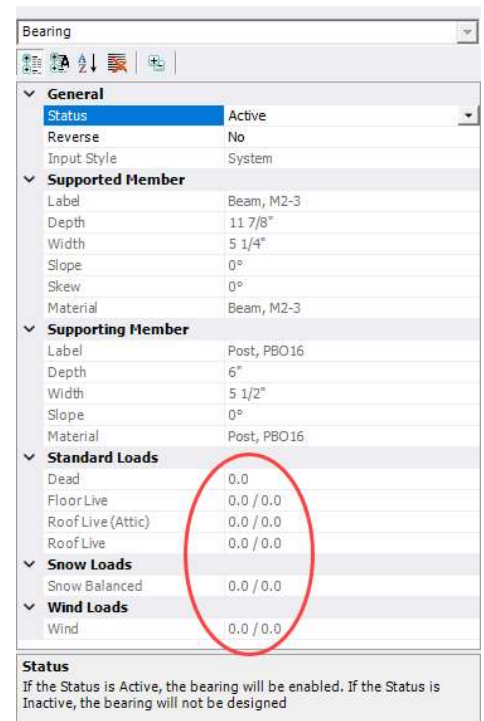 Bearing
General
Status Active
Reverse No
Input Style System
Supported Member
Label Beam, M2-3
Depth 11 7/8"
Width 5 1/4"
Slope 0°
Skew 0°
Material Beam, M2-3
Supporting Member
Label Post, PBO16
Depth 6"
Width 5 1/2"
Slope 0°
Material Post, PBO16
Standard Loads
Dead 0.0
Floor Live 0.0 / 0.0
Roof Live (Attic) 0.0 / 0.0
Roof Live 0.0 / 0.0
Snow Loads
Snow Balanced 0.0 / 0.0
Wind Loads
Wind 0.0 / 0.0
Status
If the Status is Active, the bearing will be enabled. If the Status is
Inactive, the bearing will not be designed